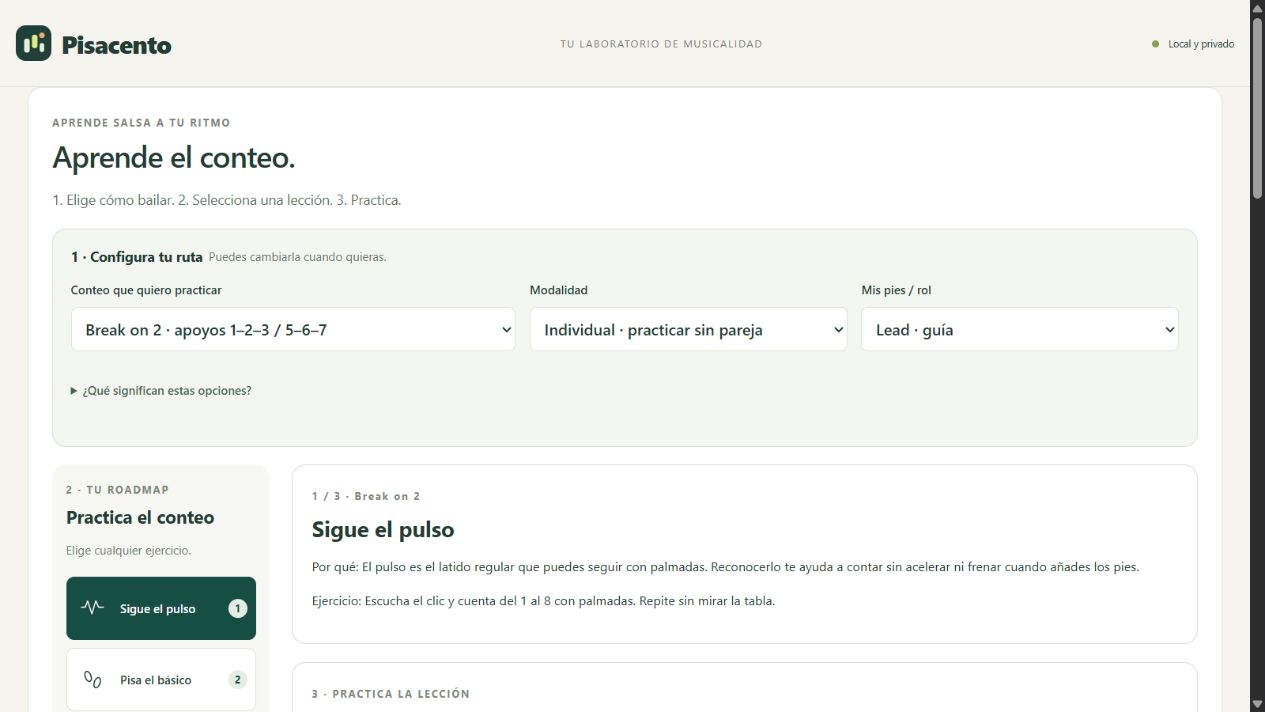 Pisacento
TU LABORATORIO DE MUSICALIDAD
Local y privado
APRENDE SALSA A TU RITMO
Aprende el conteo.
1. Elige cómo bailar. 2. Selecciona una lección. 3. Practica.
1 · Configura tu ruta Puedes cambiarla cuando quieras.
Conteo que quiero practicar
Break on 2 · apoyos 1–2–3 / 5–6–7
Modalidad
Individual · practicar sin pareja
Mis pies / rol
Lead · guía
¿Qué significan estas opciones?
2 · TU ROADMAP
Practica el conteo
Elige cualquier ejercicio.
Sigue el pulso 1
Pisa el básico 2
1 / 3 · Break on 2
Sigue el pulso
Por qué: El pulso es el latido regular que puedes seguir con palmadas. Reconocerlo te ayuda a contar sin acelerar ni frenar cuando añades los pies.
Ejercicio: Escucha el clic y cuenta del 1 al 8 con palmadas. Repite sin mirar la tabla.
3 · PRACTICA LA LECCIÓN